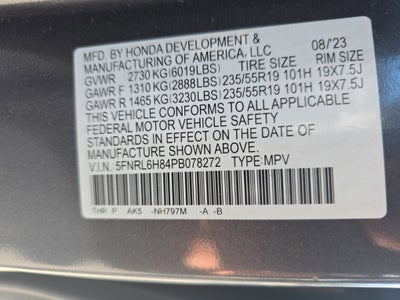 MFD. BY HONDA DEVELOPMENT &
MANUFACTURING OF AMERICA, LLC 08/23
GVWR 2730 KG(6019LBS) TIRE SIZE RIM SIZE
GAWR F 1310 KG(2888LBS) 235/55R19 101H 19X7.5J
GAWR R 1465 KG(3230LBS) 235/55R19 101H 19X7.5J
THIS VEHICLE CONFORMS TO ALL APPLICABLE
FEDERAL MOTOR VEHICLE SAFETY
STANDARDS IN EFFECT ON THE DATE OF
MANUFACTURE SHOWN ABOVE.
V.I.N.: 5FNRL6H84PB078272 TYPE:MPV
THR P AK5 -NH797M -A -B